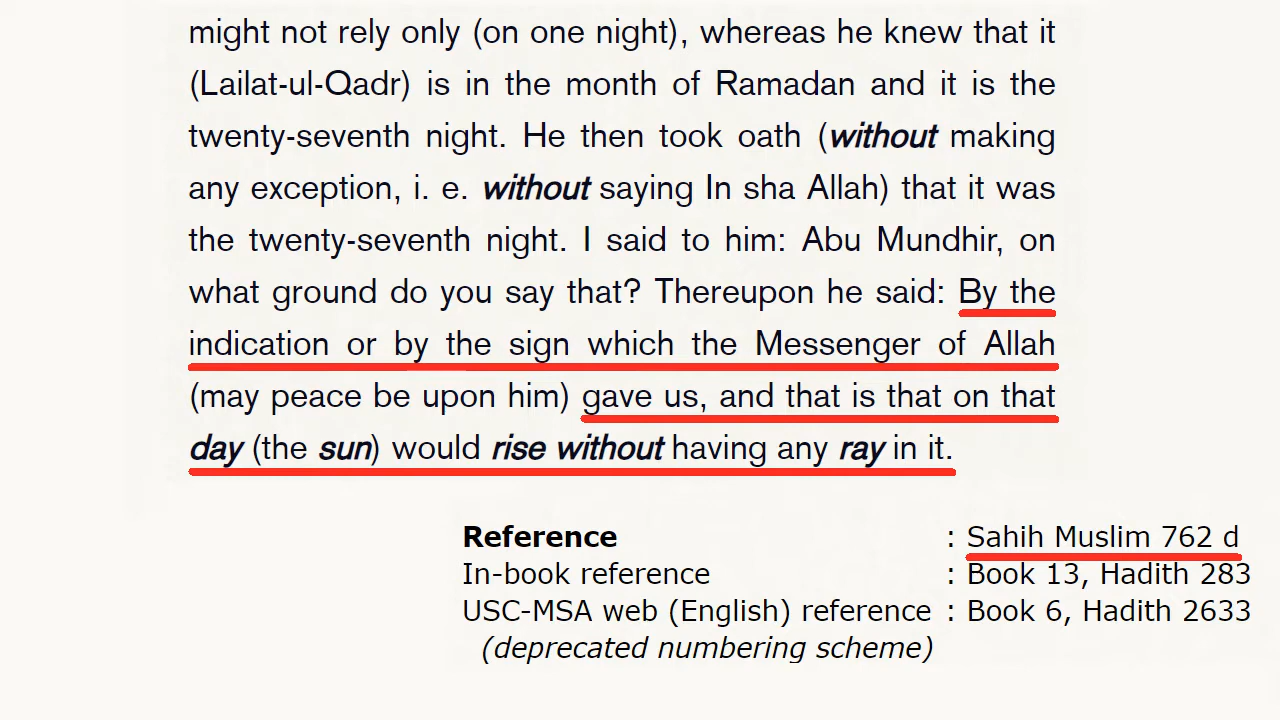 might not rely only (on one night), whereas he knew that it
(Lailat-ul-Qadr) is in the month of Ramadan and it is the
twenty-seventh night. He then took oath (without making
any exception, i. e. without saying In sha Allah) that it was
the twenty-seventh night. I said to him: Abu Mundhir, on
what ground do you say that? Thereupon he said: By the
indication or by the sign which the Messenger of Allah
(may peace be upon him) gave us, and that is that on that
day (the sun) would rise without having any ray in it.
Reference : Sahih Muslim 762 d
In-book reference : Book 13, Hadith 283
USC-MSA web (English) reference : Book 6, Hadith 2633
(deprecated numbering scheme)